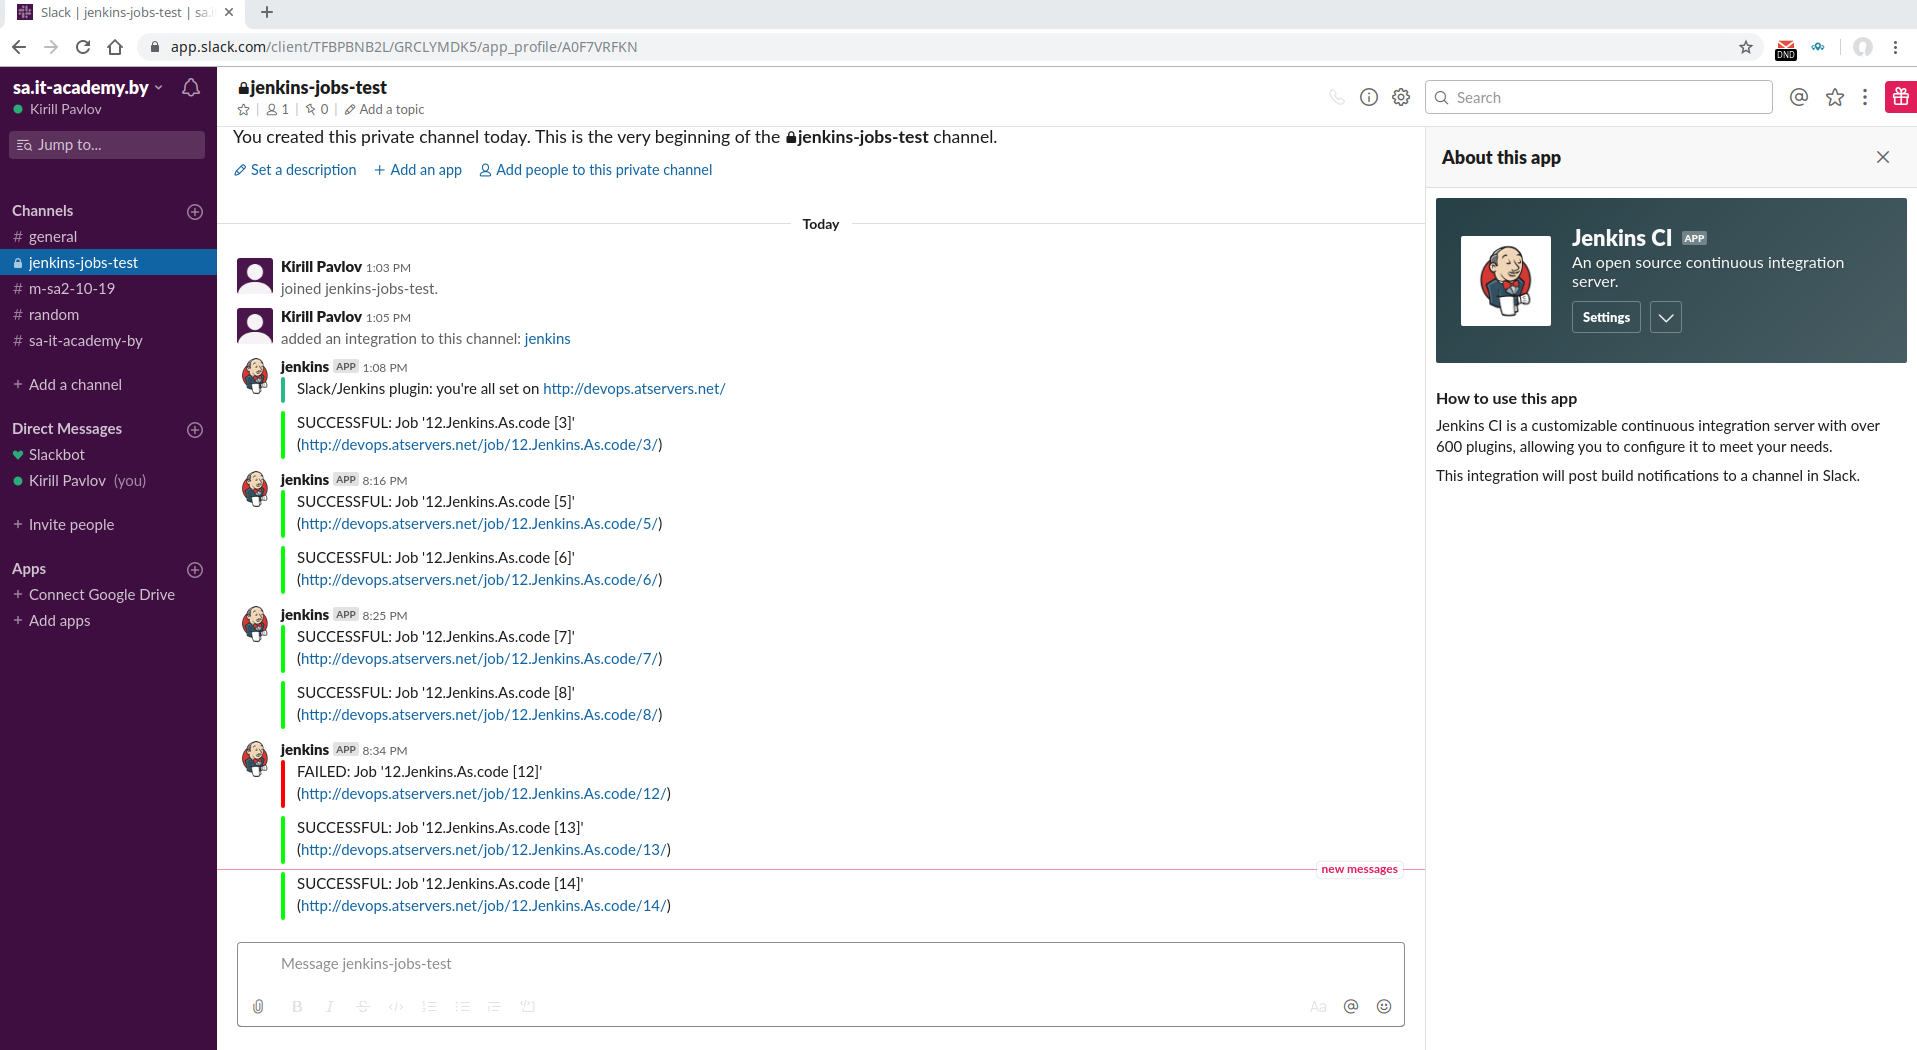 Slack | jenkins-jobs-test | sa.
app.slack.com/client/TFBPBNB2L/GRCLYMDK5/app_profile/A0F7VRFKN
DND
sa.it-academy.by
Kirill Pavlov
Jump to...
Channels
# general
jenkins-jobs-test
# m-sa2-10-19
# random
# sa-it-academy-by
+ Add a channel
Direct Messages
Slackbot
Kirill Pavlov (you)
+ Invite people
Apps
+ Connect Google Drive
+ Add apps
jenkins-jobs-test
1 | 0 | Add a topic
Search
You created this private channel today. This is the very beginning of the jenkins-jobs-test channel.
Set a description + Add an app Add people to this private channel
Today
Kirill Pavlov 1:03 PM
joined jenkins-jobs-test.
Kirill Pavlov 1:05 PM
added an integration to this channel: jenkins
jenkins APP 1:08 PM
Slack/Jenkins plugin: you're all set on http://devops.atservers.net/
SUCCESSFUL: Job '12.Jenkins.As.code [3]'
(http://devops.atservers.net/job/12.Jenkins.As.code/3/)
jenkins APP 8:16 PM
SUCCESSFUL: Job '12.Jenkins.As.code [5]'
(http://devops.atservers.net/job/12.Jenkins.As.code/5/)
SUCCESSFUL: Job '12.Jenkins.As.code [6]'
(http://devops.atservers.net/job/12.Jenkins.As.code/6/)
jenkins APP 8:25 PM
SUCCESSFUL: Job '12.Jenkins.As.code [7]'
(http://devops.atservers.net/job/12.Jenkins.As.code/7/)
SUCCESSFUL: Job '12.Jenkins.As.code [8]'
(http://devops.atservers.net/job/12.Jenkins.As.code/8/)
jenkins APP 8:34 PM
FAILED: Job '12.Jenkins.As.code [12]'
(http://devops.atservers.net/job/12.Jenkins.As.code/12/)
SUCCESSFUL: Job '12.Jenkins.As.code [13]'
(http://devops.atservers.net/job/12.Jenkins.As.code/13/)
new messages
SUCCESSFUL: Job '12.Jenkins.As.code [14]'
(http://devops.atservers.net/job/12.Jenkins.As.code/14/)
Message jenkins-jobs-test
B I S </> Aa @
About this app
Jenkins CI APP
An open source continuous integration
server.
Settings
How to use this app
Jenkins CI is a customizable continuous integration server with over
600 plugins, allowing you to configure it to meet your needs.
This integration will post build notifications to a channel in Slack.